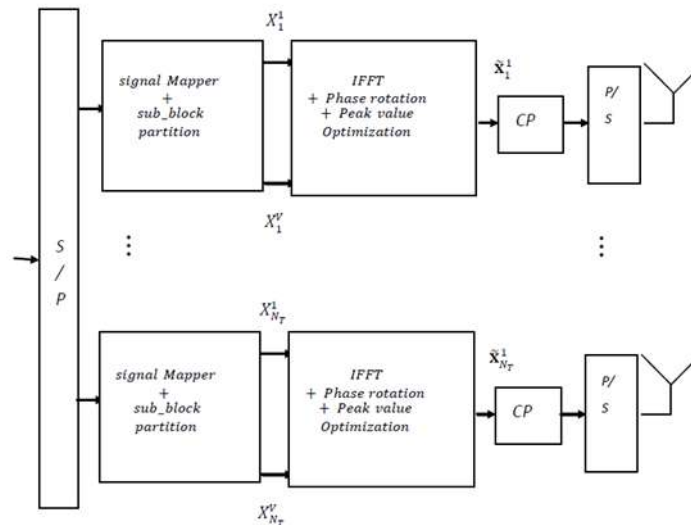 S
/
P
X_1^1
signal Mapper
+
sub_block
partition
X_1^V
IFFT
+ Phase rotation
+ Peak value
Optimization
x̃_1^1
CP
P/
S
⋮
⋮
X_{N_T}^1
signal Mapper
+
sub_block
partition
X_{N_T}^V
IFFT
+ Phase rotation
+ Peak value
Optimization
x̃_{N_T}^1
CP
P/
S